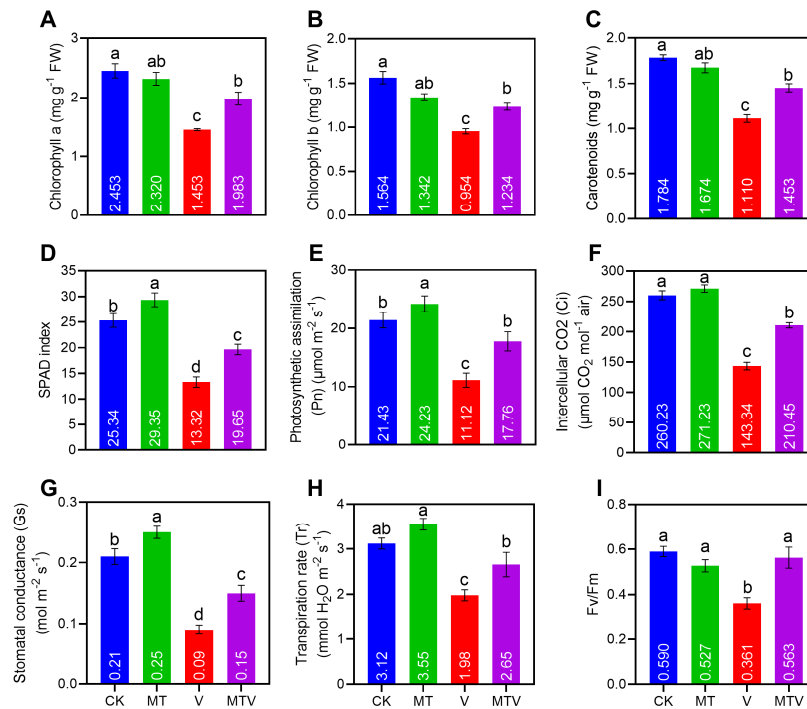 A
Chlorophyll a (mg g⁻¹ FW)
3
2
1
0
a
a
c
b
2.453
2.320
1.453
1.983
B
Chlorophyll b (mg g⁻¹ FW)
2.0
1.5
1.0
0.5
0.0
a
ab
c
b
1.564
1.342
0.954
1.234
C
Carotenoids (mg g⁻¹ FW)
2.0
1.5
1.0
0.5
0.0
a
ab
c
b
1.784
1.674
1.110
1.453
D
SPAD index
35
30
25
20
15
10
5
0
b
a
d
c
25.34
29.35
13.32
19.65
E
Photosynthetic assimilation
(Pn) (μmol m⁻² s⁻¹)
30
20
10
0
b
a
c
b
21.43
24.23
11.12
17.76
F
Intercellular CO2 (Ci)
(μmol CO₂ mol⁻¹ air)
300
250
200
150
100
50
0
a
a
c
b
260.23
271.23
143.34
210.45
G
Stomatal conductance (Gs)
(mol m⁻² s⁻¹)
0.3
0.2
0.1
0.0
b
a
d
c
0.21
0.25
0.09
0.15
CK
MT
V
MTV
H
Transpiration rate (Tr)
(mmol H₂O m⁻² s⁻¹)
4
3
2
1
0
ab
a
c
b
3.12
3.55
1.98
2.65
CK
MT
V
MTV
I
Fv/Fm
0.8
0.6
0.4
0.2
0.0
a
a
b
a
0.590
0.527
0.361
0.563
CK
MT
V
MTV